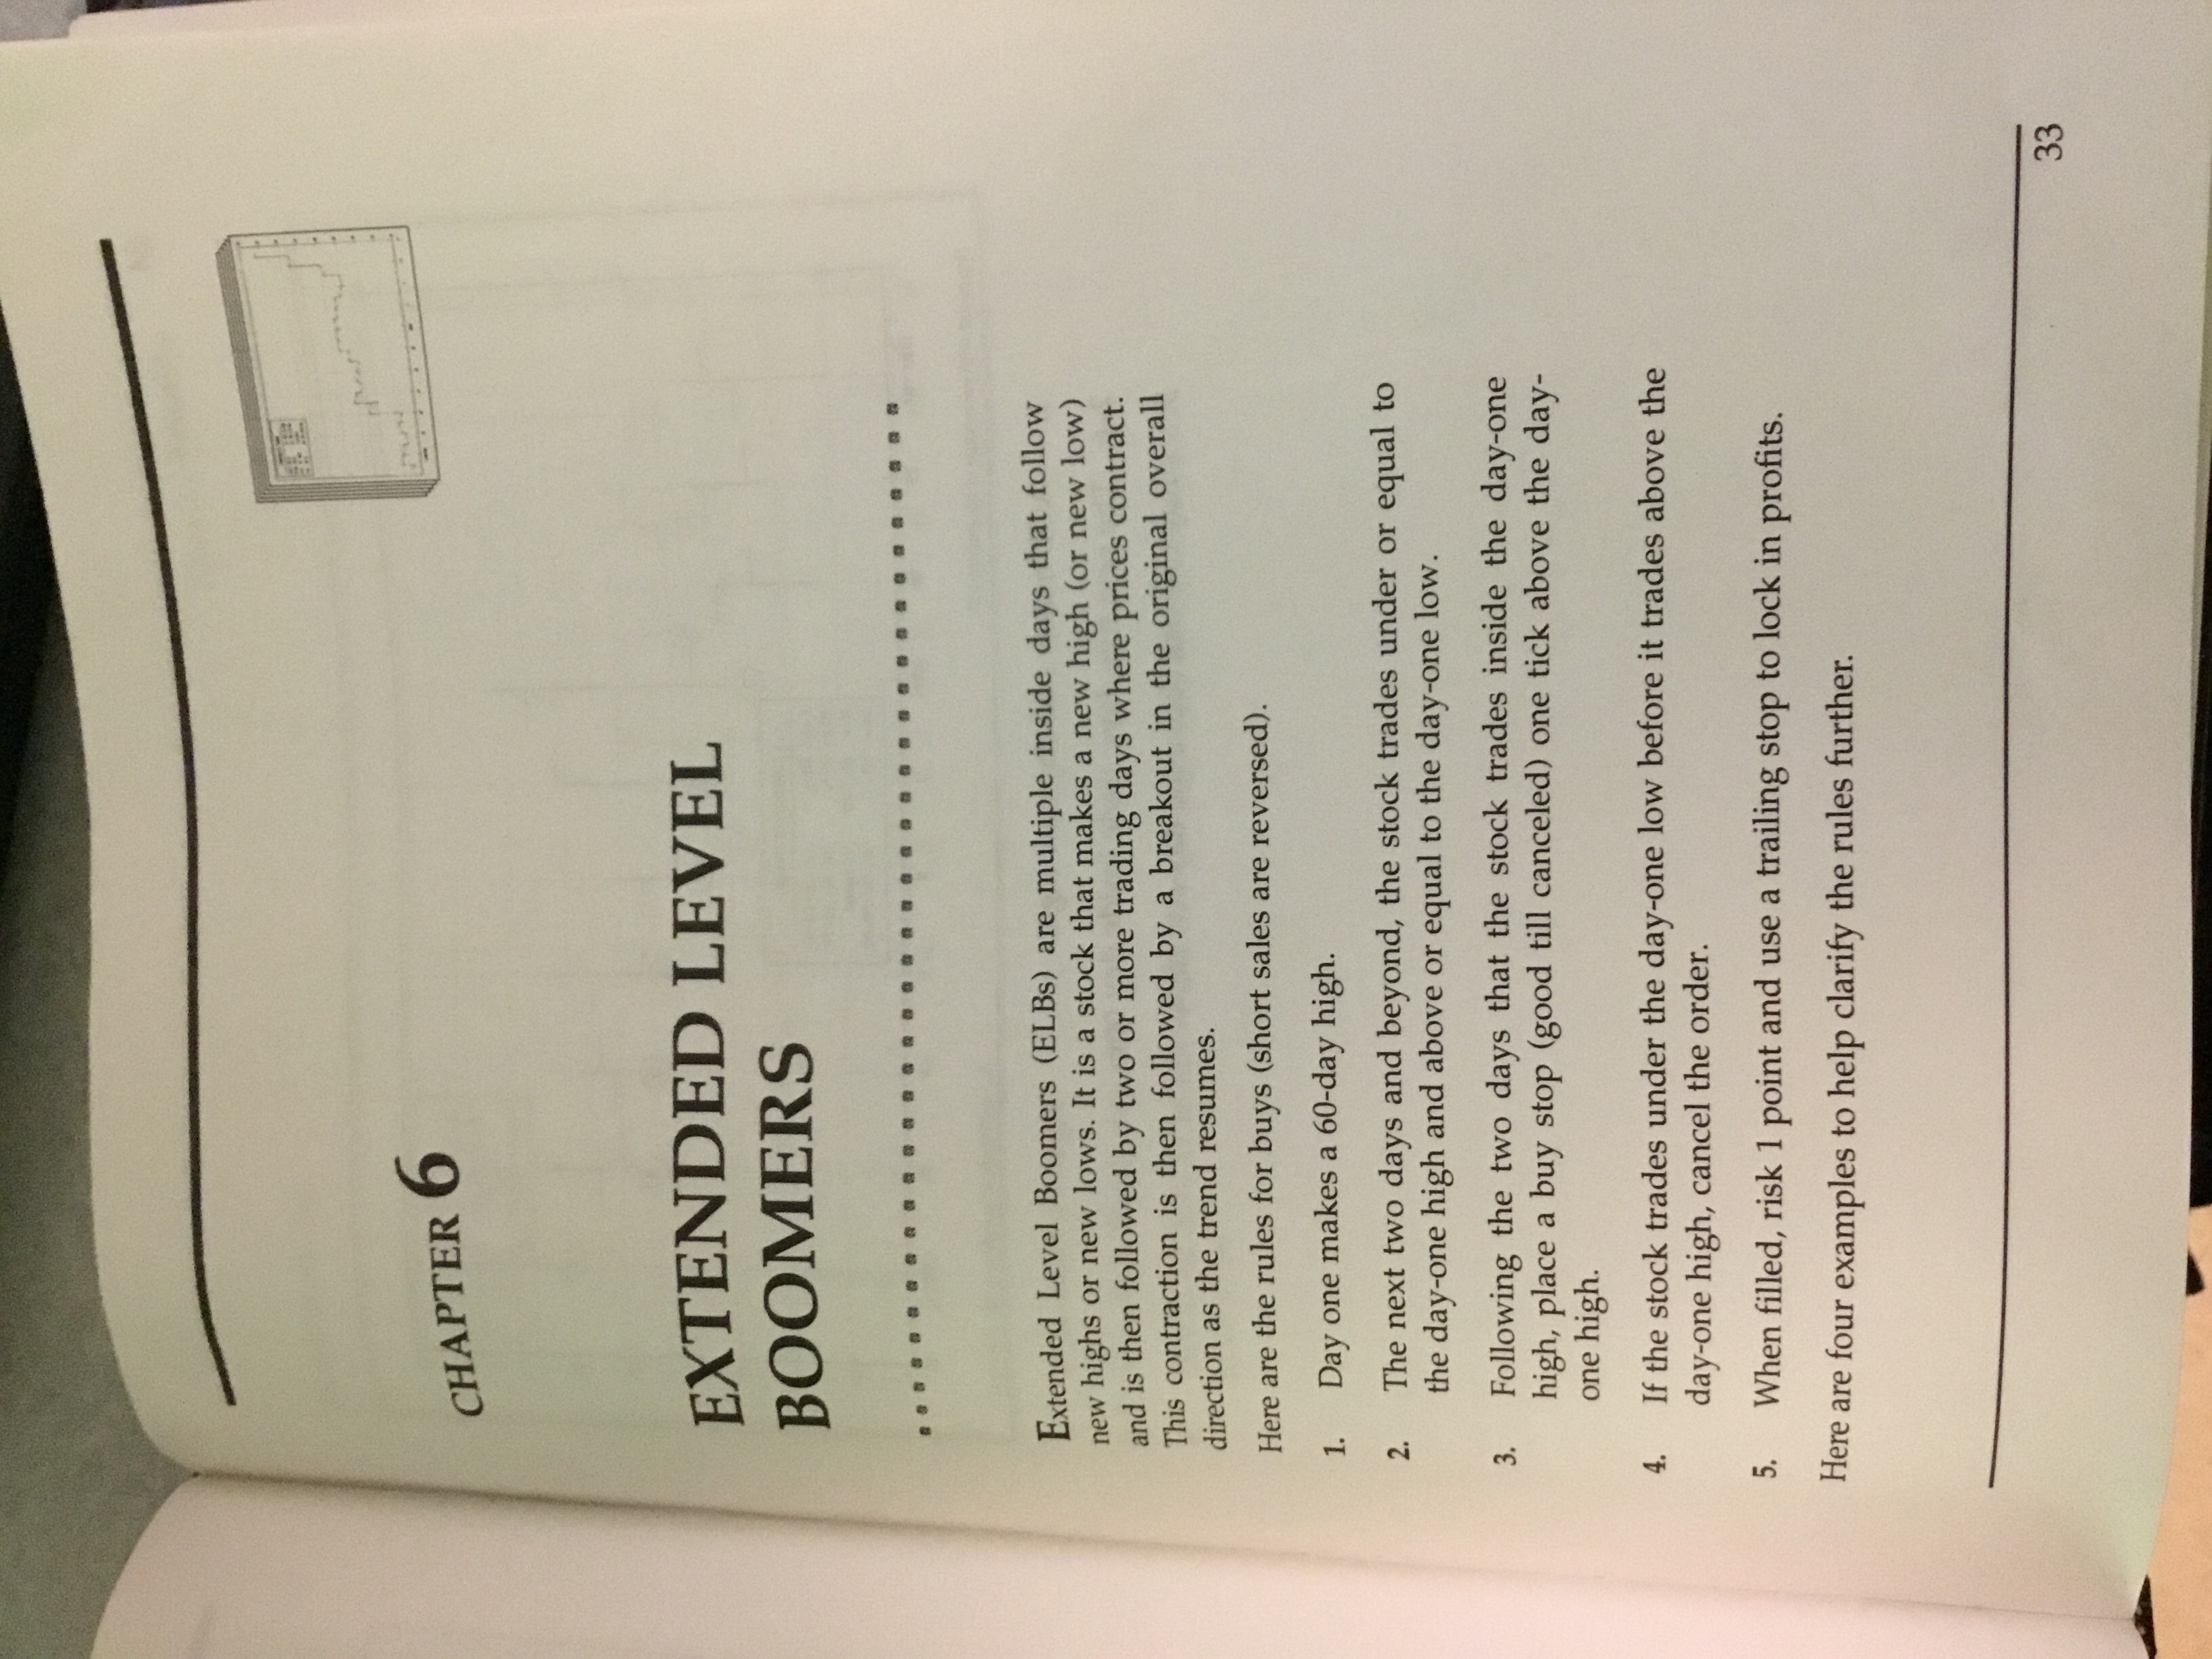 CHAPTER 6
EXTENDED LEVEL
BOOMERS
Extended Level Boomers (ELBs) are multiple inside days that follow
new highs or new lows. It is a stock that makes a new high (or new low)
and is then followed by two or more trading days where prices contract.
This contraction is then followed by a breakout in the original overall
direction as the trend resumes.
Here are the rules for buys (short sales are reversed).
1. Day one makes a 60-day high.
2. The next two days and beyond, the stock trades under or equal to
the day-one high and above or equal to the day-one low.
3. Following the two days that the stock trades inside the day-one
high, place a buy stop (good till canceled) one tick above the day-
one high.
4. If the stock trades under the day-one low before it trades above the
day-one high, cancel the order.
5. When filled, risk 1 point and use a trailing stop to lock in profits.
Here are four examples to help clarify the rules further.
33